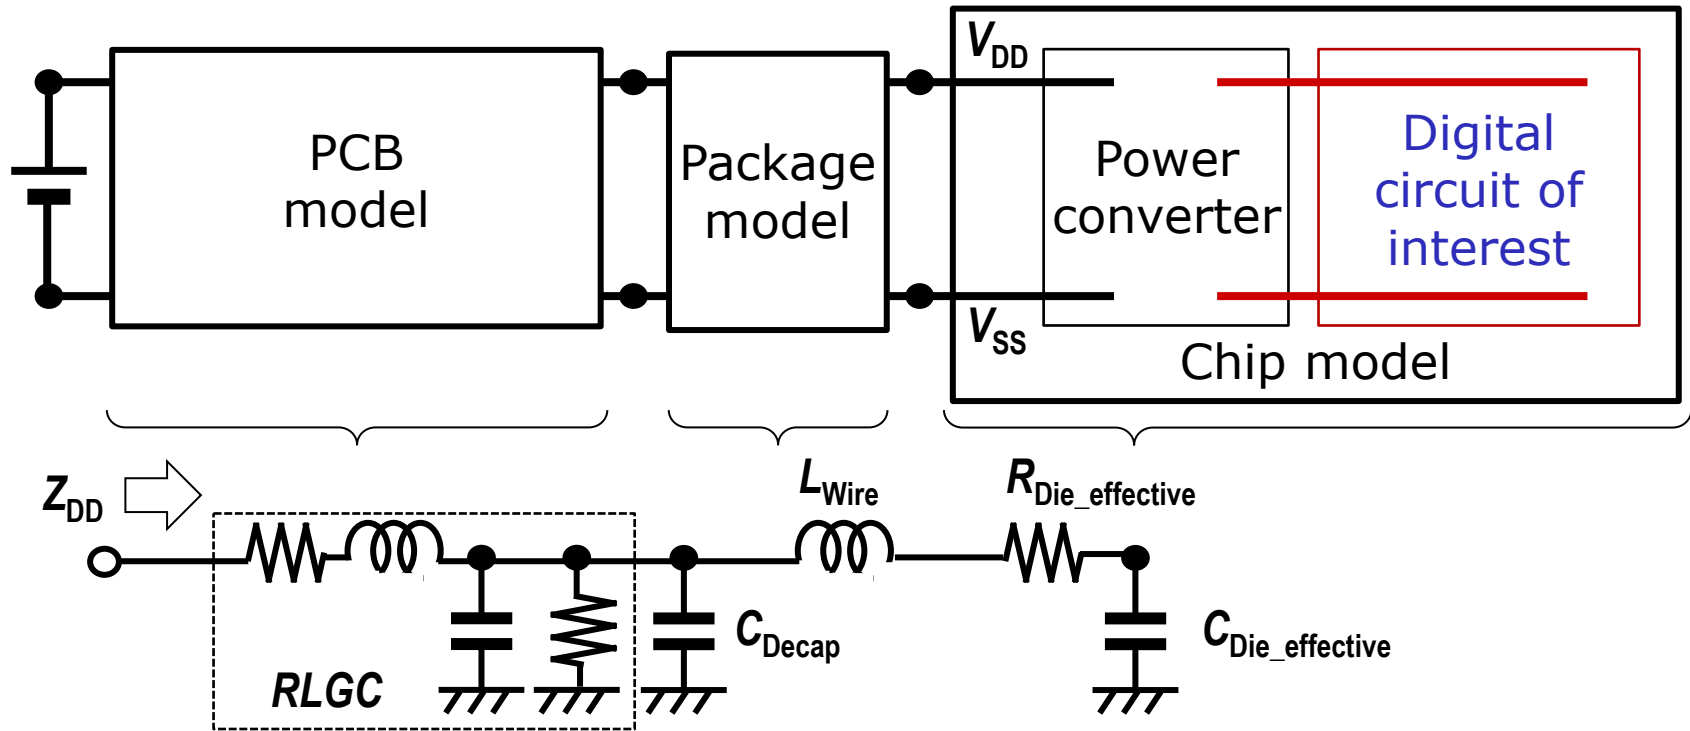 PCB
model
Package
model
VDD
VSS
Power
converter
Digital
circuit of
interest
Chip model
ZDD
RLGC
CDecap
LWire
RDie_effective
CDie_effective